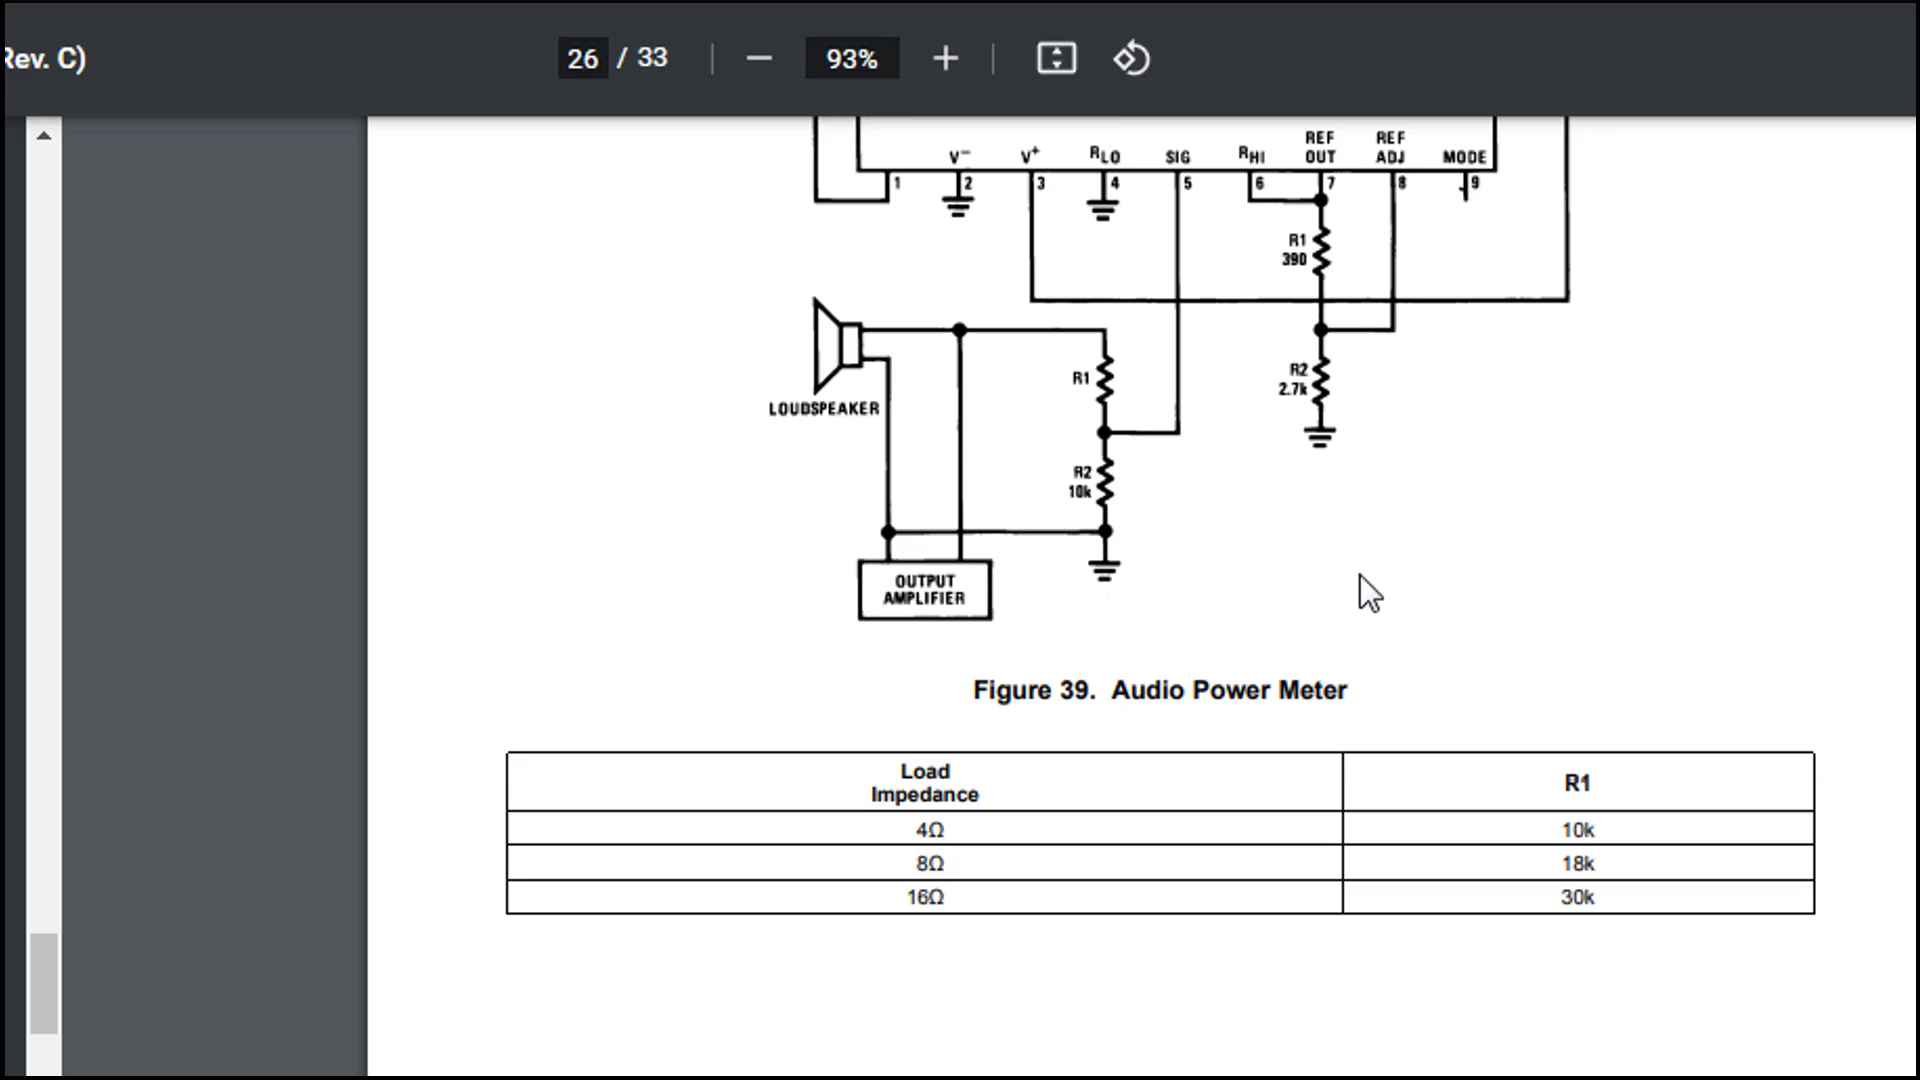 Rev. C)
26 / 33
93%
V⁻ V⁺ RLO SIG RHI REF OUT REF ADJ MODE
1 2 3 4 5 6 7 8 9
R1
390
R1
R2
2.7k
LOUDSPEAKER
R2
10k
OUTPUT
AMPLIFIER
Figure 39. Audio Power Meter
Load
Impedance
R1
4Ω 10k
8Ω 18k
16Ω 30k